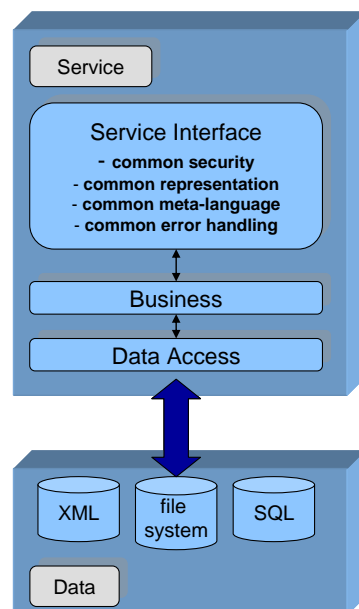 Service
Service Interface
- common security
- common representation
- common meta-language
- common error handling
Business
Data Access
XML
file
system
SQL
Data